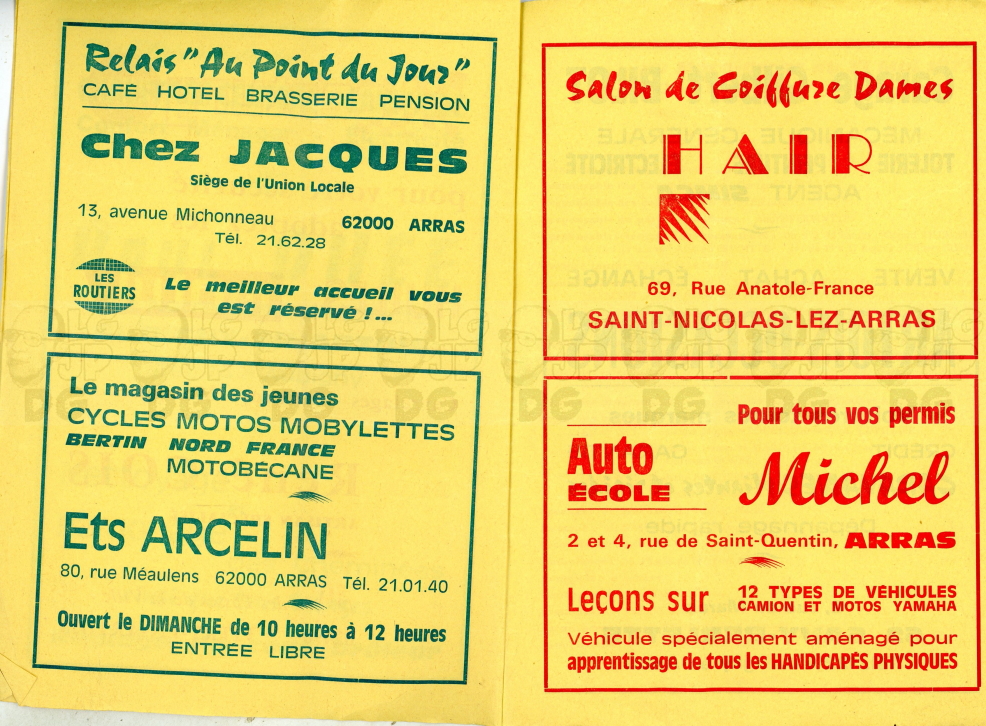 Relais "Au Point du Jour"
CAFÉ HOTEL BRASSERIE PENSION
Chez JACQUES
Siège de l'Union Locale
13, avenue Michonneau 62000 ARRAS
Tél. 21.62.28
LES
ROUTIERS
Le meilleur accueil vous
est réservé !...
Le magasin des jeunes
CYCLES MOTOS MOBYLETTES
BERTIN NORD FRANCE
MOTOBÉCANE
Ets ARCELIN
80, rue Méaulens 62000 ARRAS Tél. 21.01.40
Ouvert le DIMANCHE de 10 heures à 12 heures
ENTRÉE LIBRE
Salon de Coiffure Dames
HAIR
69, Rue Anatole-France
SAINT-NICOLAS-LEZ-ARRAS
Pour tous vos permis
Auto
ÉCOLE
Michel
2 et 4, rue de Saint-Quentin, ARRAS
Leçons sur
12 TYPES DE VÉHICULES
CAMION ET MOTOS YAMAHA
Véhicule spécialement aménagé pour
apprentissage de tous les HANDICAPÉS PHYSIQUES